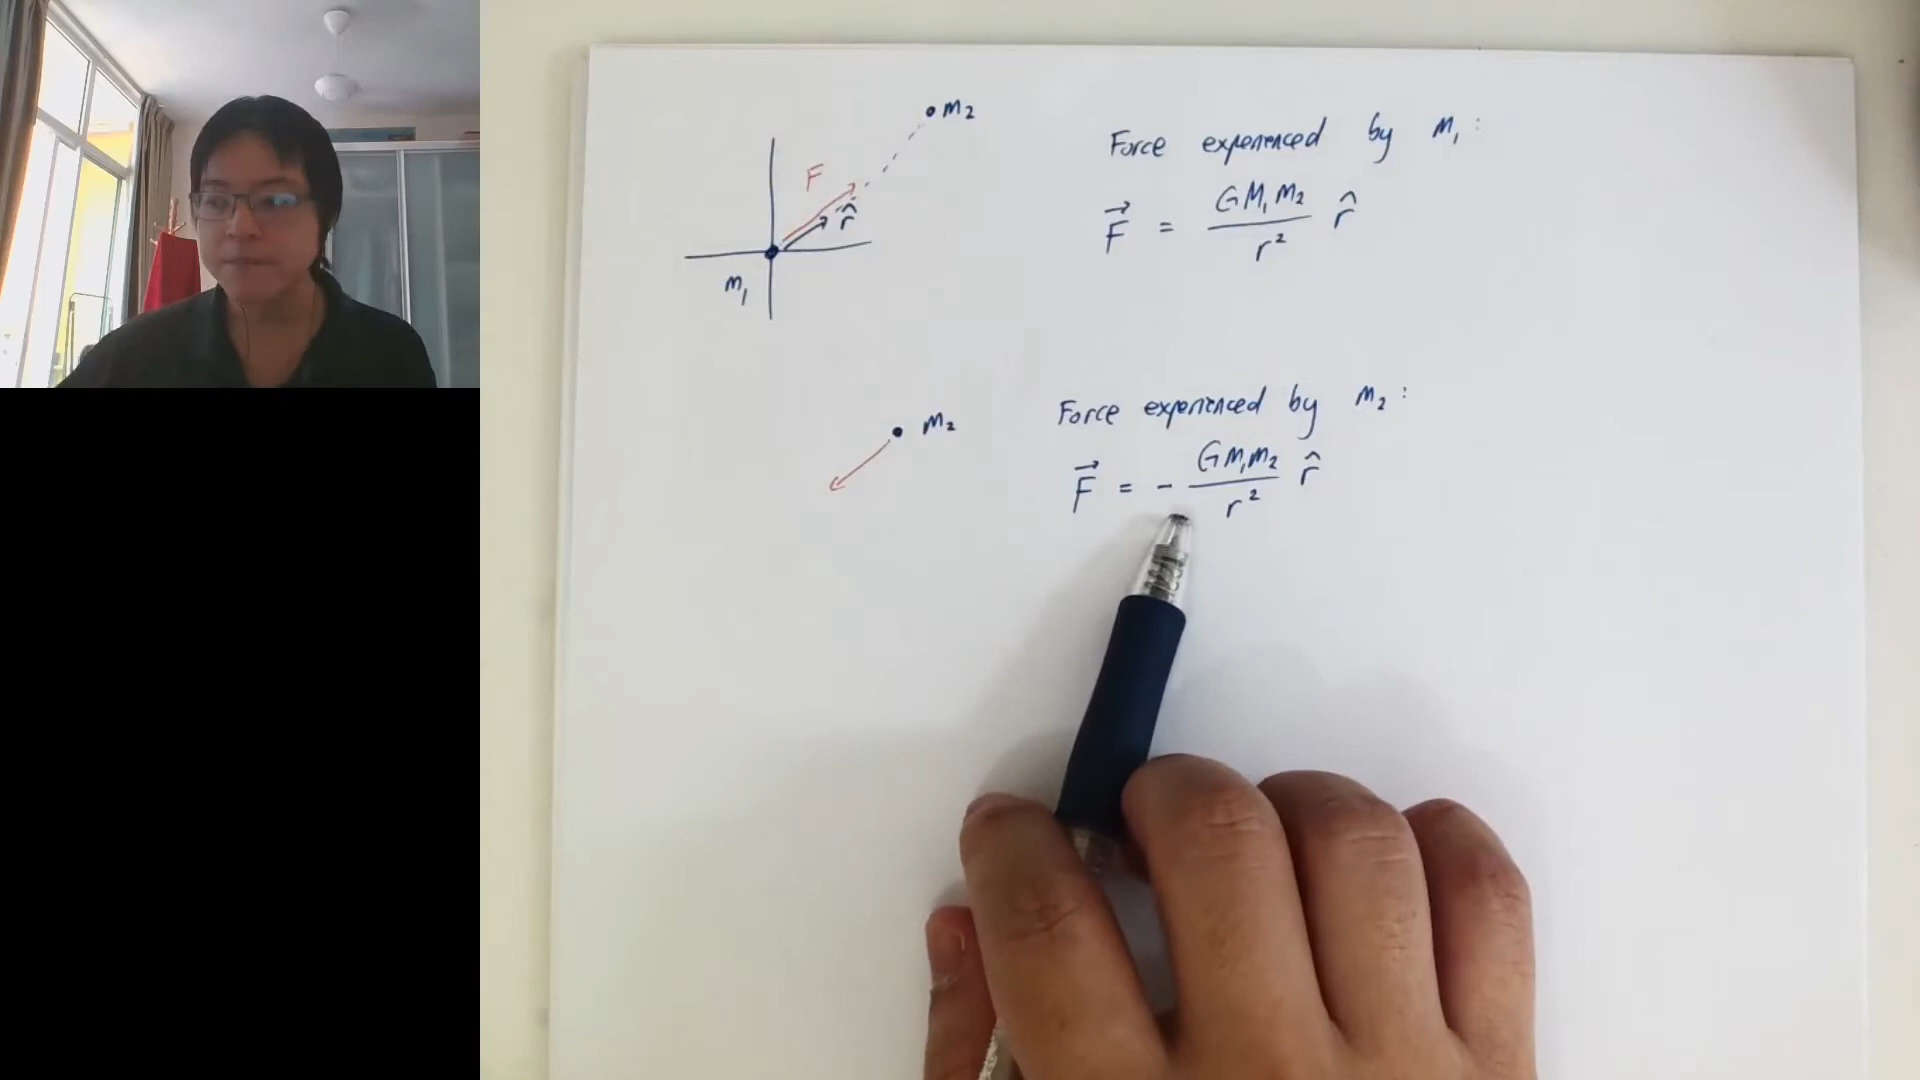 m₂
F
r̂
m₁
Force experienced by m₁:
F⃗ = Gm₁m₂ / r² r̂
m₂
Force experienced by m₂:
F⃗ = - Gm₁m₂ / r² r̂